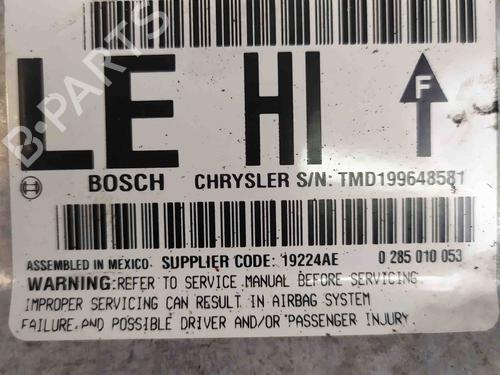 LE HI F
BOSCH CHRYSLER S/N: TMD199648581
ASSEMBLED IN MEXICO SUPPLIER CODE: 19224AE 0 285 010 053
WARNING:REFER TO SERVICE MANUAL BEFORE SERVICING.
IMPROPER SERVICING CAN RESULT IN AIRBAG SYSTEM
FAILURE AND POSSIBLE DRIVER AND/OR PASSENGER INJURY.
B-PARTS